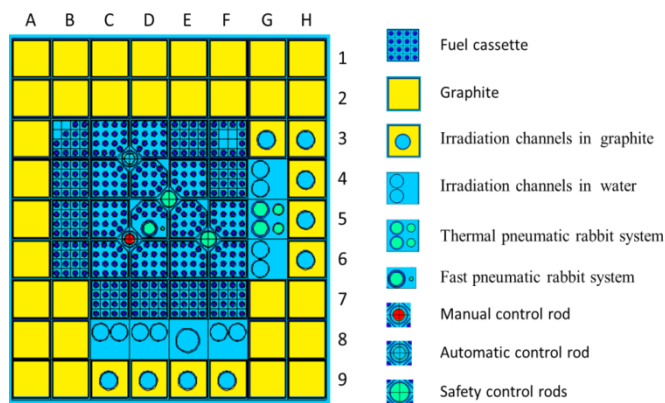 A B C D E F G H
1
2
3
4
5
6
7
8
9
Fuel cassette
Graphite
Irradiation channels in graphite
Irradiation channels in water
Thermal pneumatic rabbit system
Fast pneumatic rabbit system
Manual control rod
Automatic control rod
Safety control rods